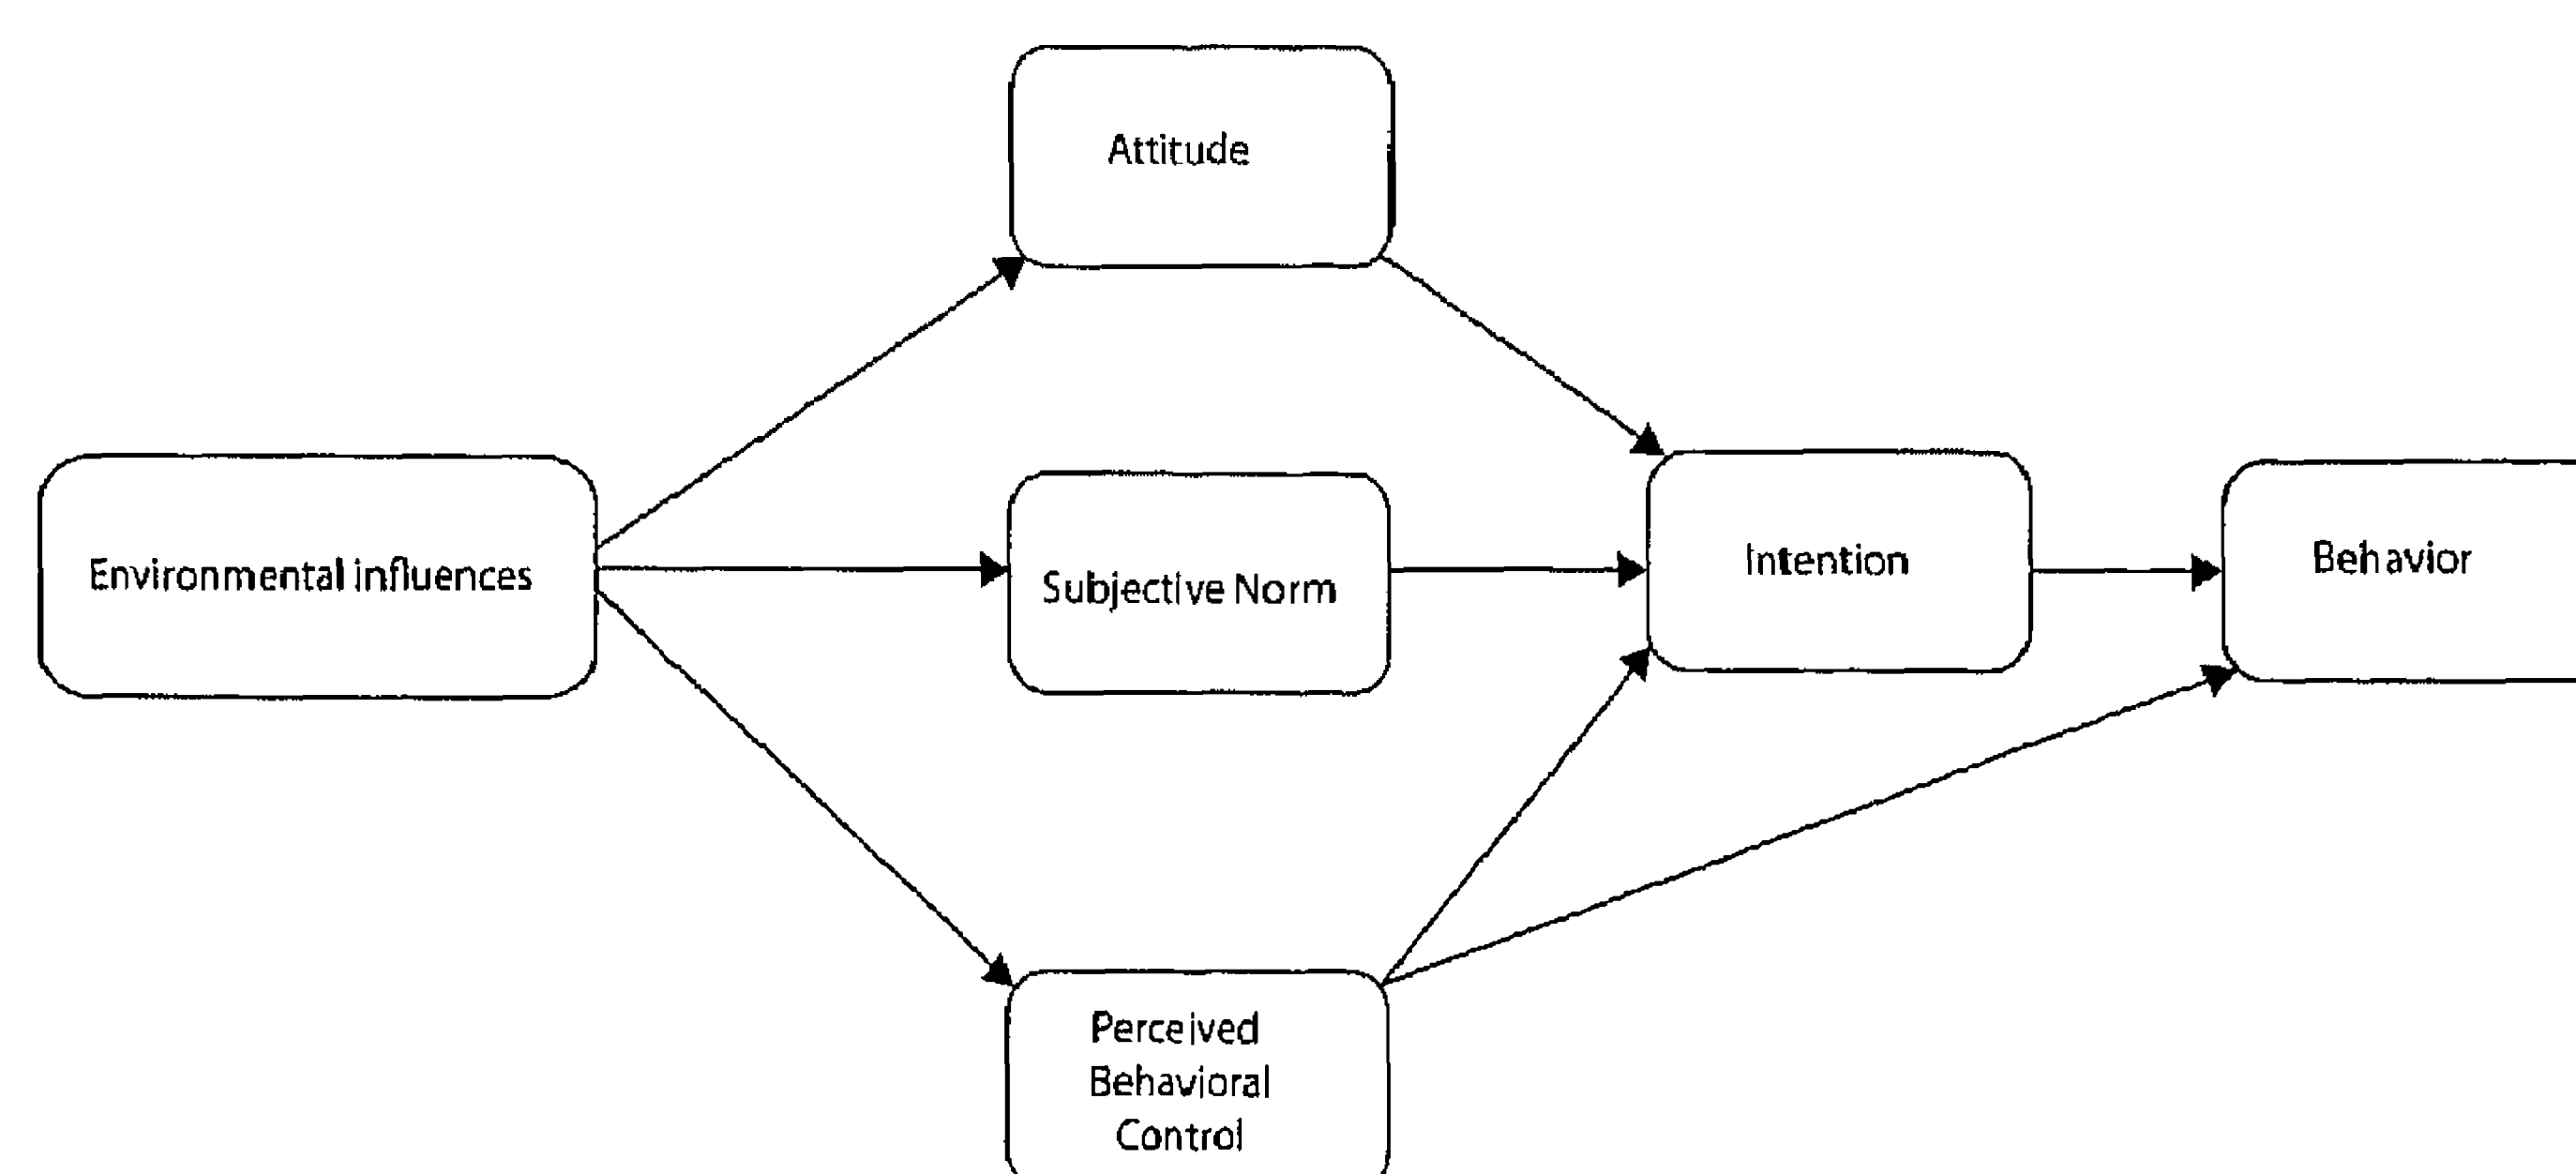 Attitude
Environmental influences
Subjective Norm
Intention
Behavior
Perceived
Behavioral
Control